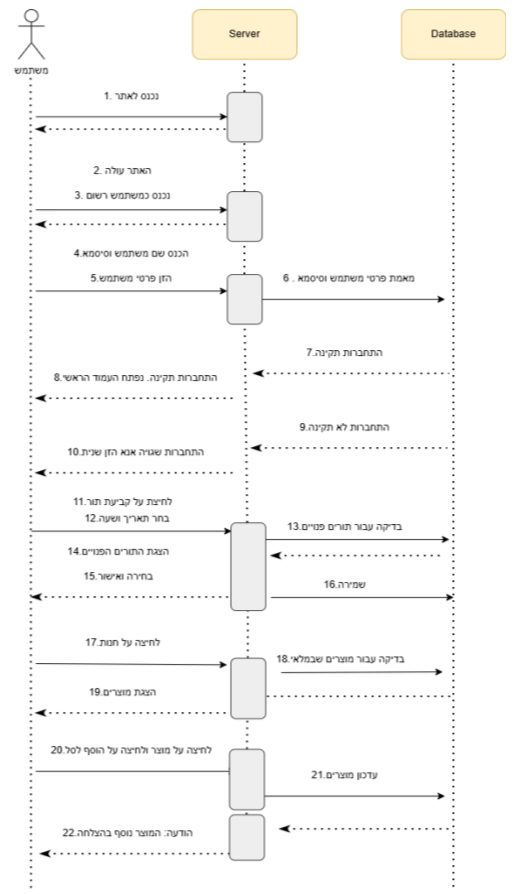 Server
Database
משתמש
1. נכנס לאתר
2. האתר עולה
3. נכנס כמשתמש רשום
4.הכנס שם משתמש וסיסמא
5.הזן פרטי משתמש
6 . מאמת פרטי משתמש וסיסמא
7.התחברות תקינה
8.התחברות תקינה. נפתח העמוד הראשי
9.התחברות לא תקינה
10.התחברות שגויה אנא הזן שנית
11.לחיצת על קביעת תור
12.בחר תאריך ושעה
13.בדיקה עבור תורים פנויים
14.הצגת התורים הפנויים
15.בחירה ואישור
16.שמירה
17.לחיצה על חנות
18.בדיקה עבור מוצרים שבמלאי
19.הצגת מוצרים
20.לחיצה על מוצר ולחיצה על הוסף לסל
21.עדכון מוצרים
22.הודעה: המוצר נוסף בהצלחה